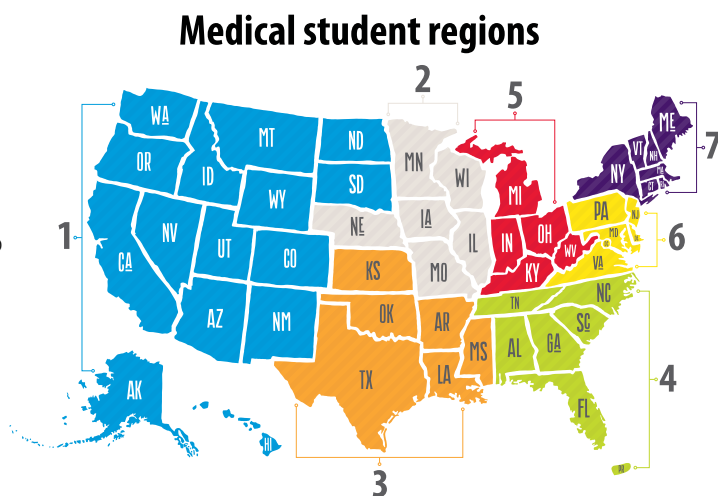 Medical student regions
2
5
1
7
6
4
3
WA
OR
ID
MT
ND
SD
WY
NV
UT
CO
CA
AZ
NM
AK
HI
MN
WI
NE
IA
IL
MO
MI
IN
OH
WV
KY
KS
OK
AR
TX
LA
MS
TN
NC
SC
AL
GA
FL
PR
PA
NJ
MD
VA
ME
VT
NH
NY
CT